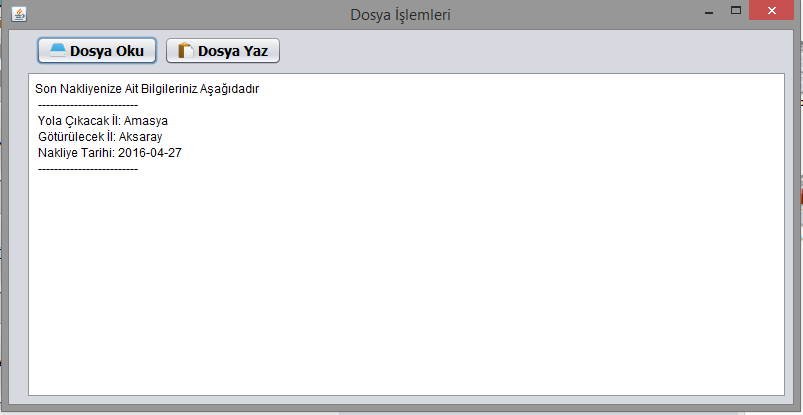 Dosya İşlemleri
Dosya Oku Dosya Yaz
Son Nakliyenize Ait Bilgileriniz Aşağıdadır
-------------------------
Yola Çıkacak İl: Amasya
Götürülecek İl: Aksaray
Nakliye Tarihi: 2016-04-27
-------------------------